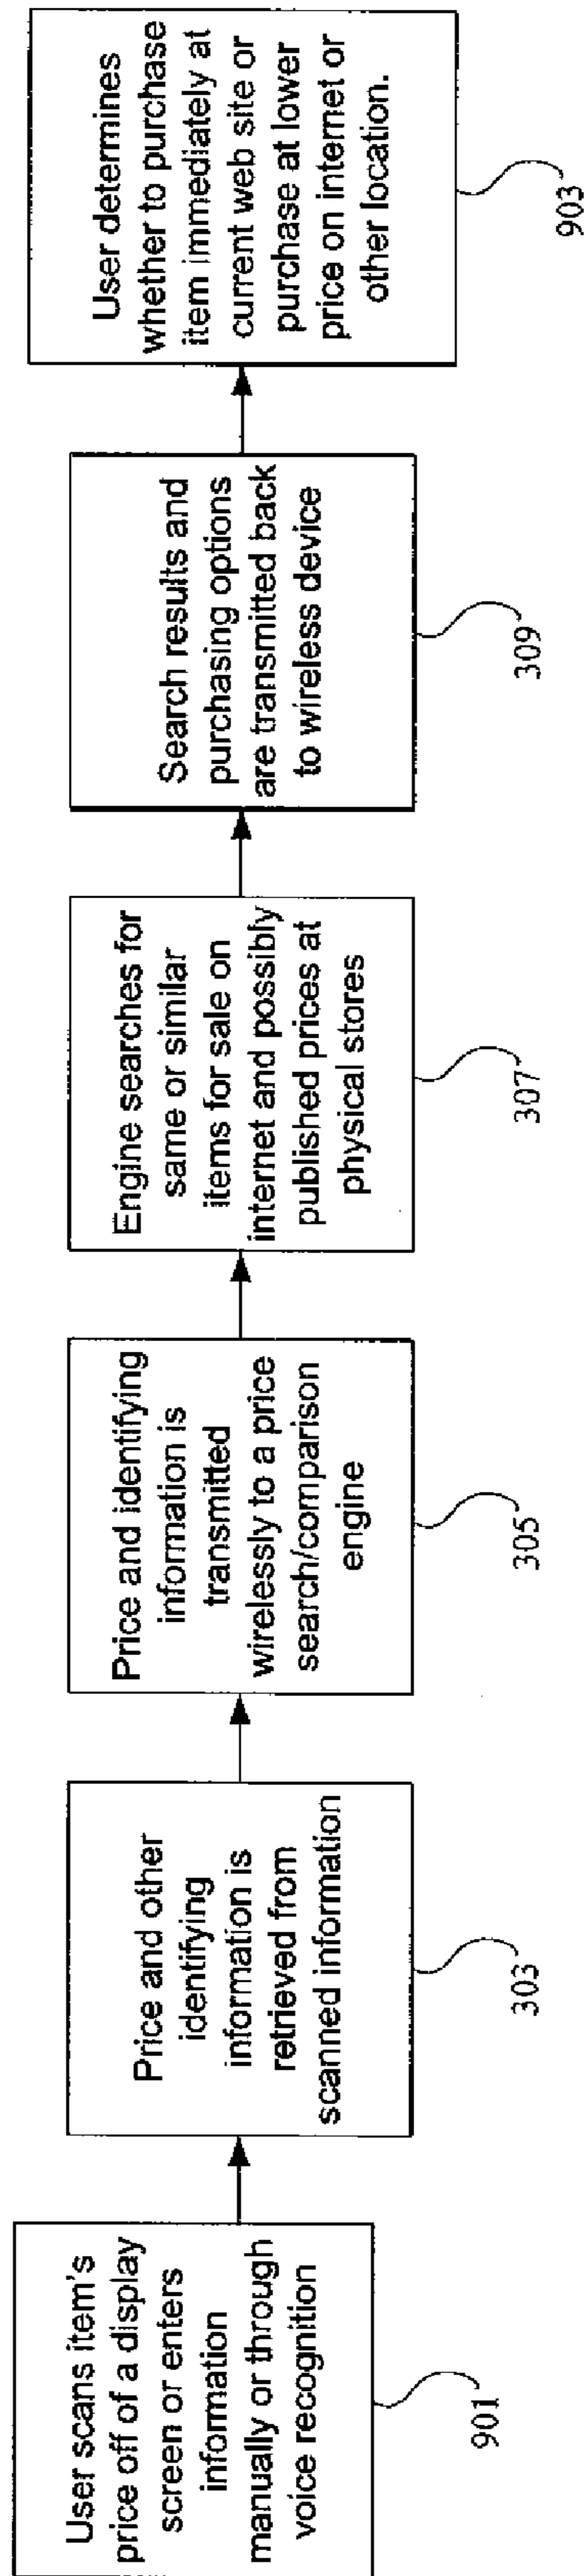 User scans item's
price off of a display
screen or enters
information
manually or through
voice recognition
901
Price and other
identifying
information is
retrieved from
scanned information
303
Price and identifying
information is
transmitted
wirelessly to a price
search/comparison
engine
305
Engine searches for
same or similar
items for sale on
internet and possibly
published prices at
physical stores
307
Search results and
purchasing options
are transmitted back
to wireless device
309
User determines
whether to purchase
item immediately at
current web site or
purchase at lower
price on internet or
other location.
903